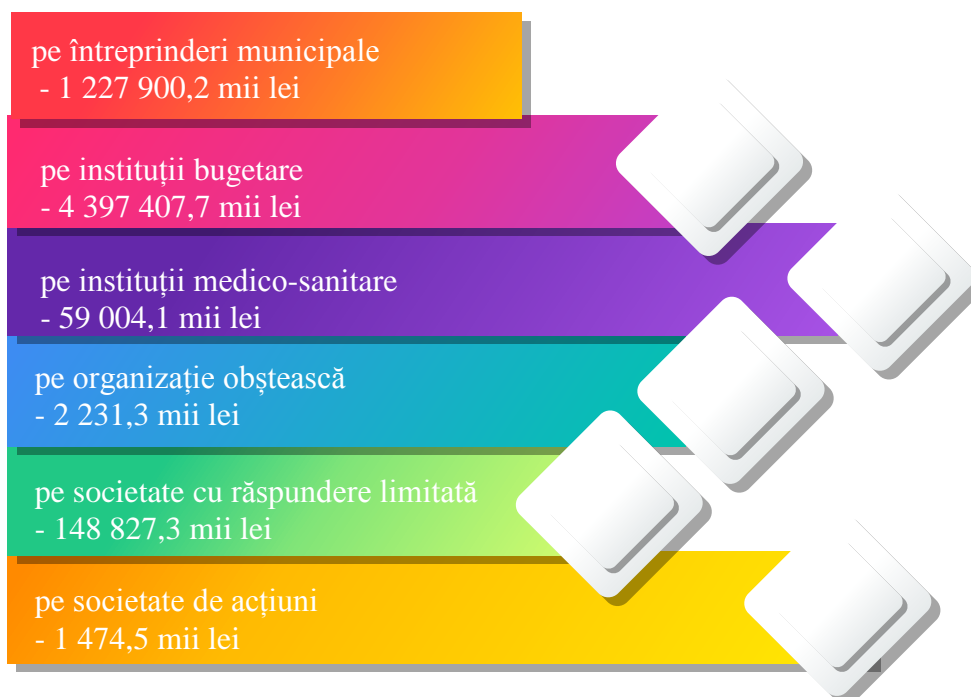 pe întreprinderi municipale
- 1 227 900,2 mii lei
pe instituții bugetare
- 4 397 407,7 mii lei
pe instituții medico-sanitare
- 59 004,1 mii lei
pe organizație obștească
- 2 231,3 mii lei
pe societate cu răspundere limitată
- 148 827,3 mii lei
pe societate de acțiuni
- 1 474,5 mii lei